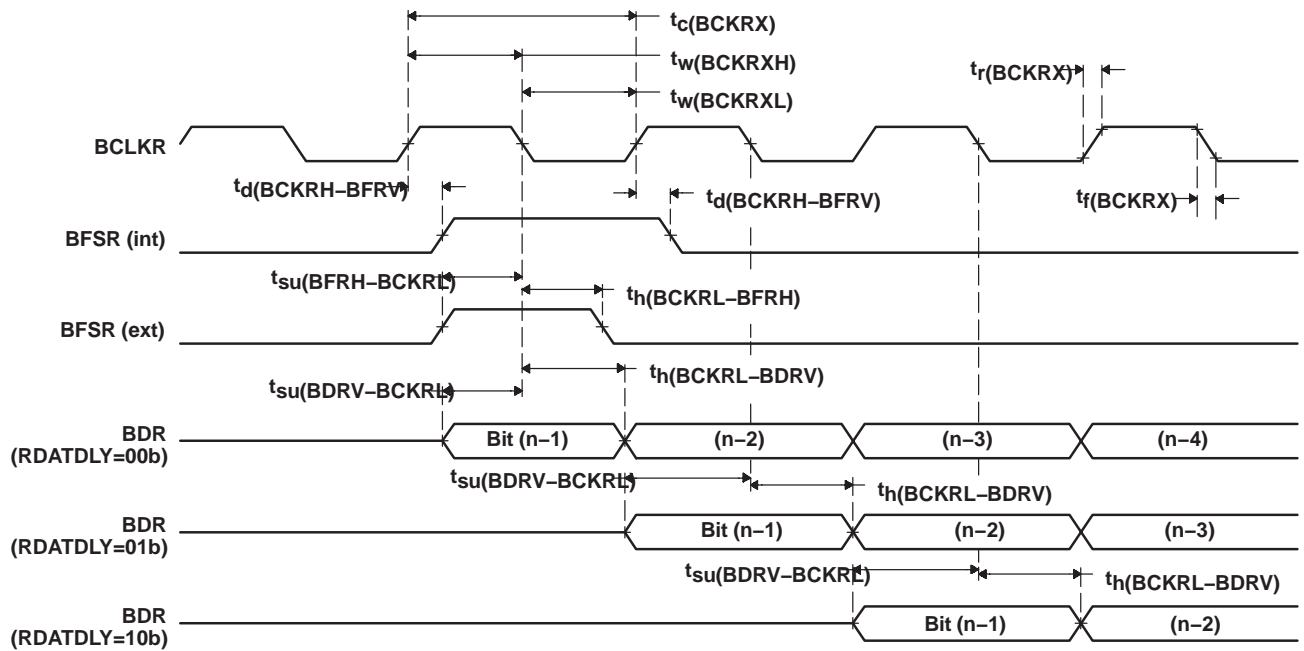 tc(BCKRX)
tw(BCKRXH)
tr(BCKRX)
tw(BCKRXL)
BCLKR
td(BCKRH–BFRV)
td(BCKRH–BFRV)
tf(BCKRX)
BFSR (int)
tsu(BFRH–BCKRL)
th(BCKRL–BFRH)
BFSR (ext)
th(BCKRL–BDRV)
tsu(BDRV–BCKRL)
BDR
(RDATDLY=00b)
Bit (n–1)
(n–2)
(n–3)
(n–4)
tsu(BDRV–BCKRL)
th(BCKRL–BDRV)
BDR
(RDATDLY=01b)
Bit (n–1)
(n–2)
(n–3)
tsu(BDRV–BCKRL)
th(BCKRL–BDRV)
BDR
(RDATDLY=10b)
Bit (n–1)
(n–2)